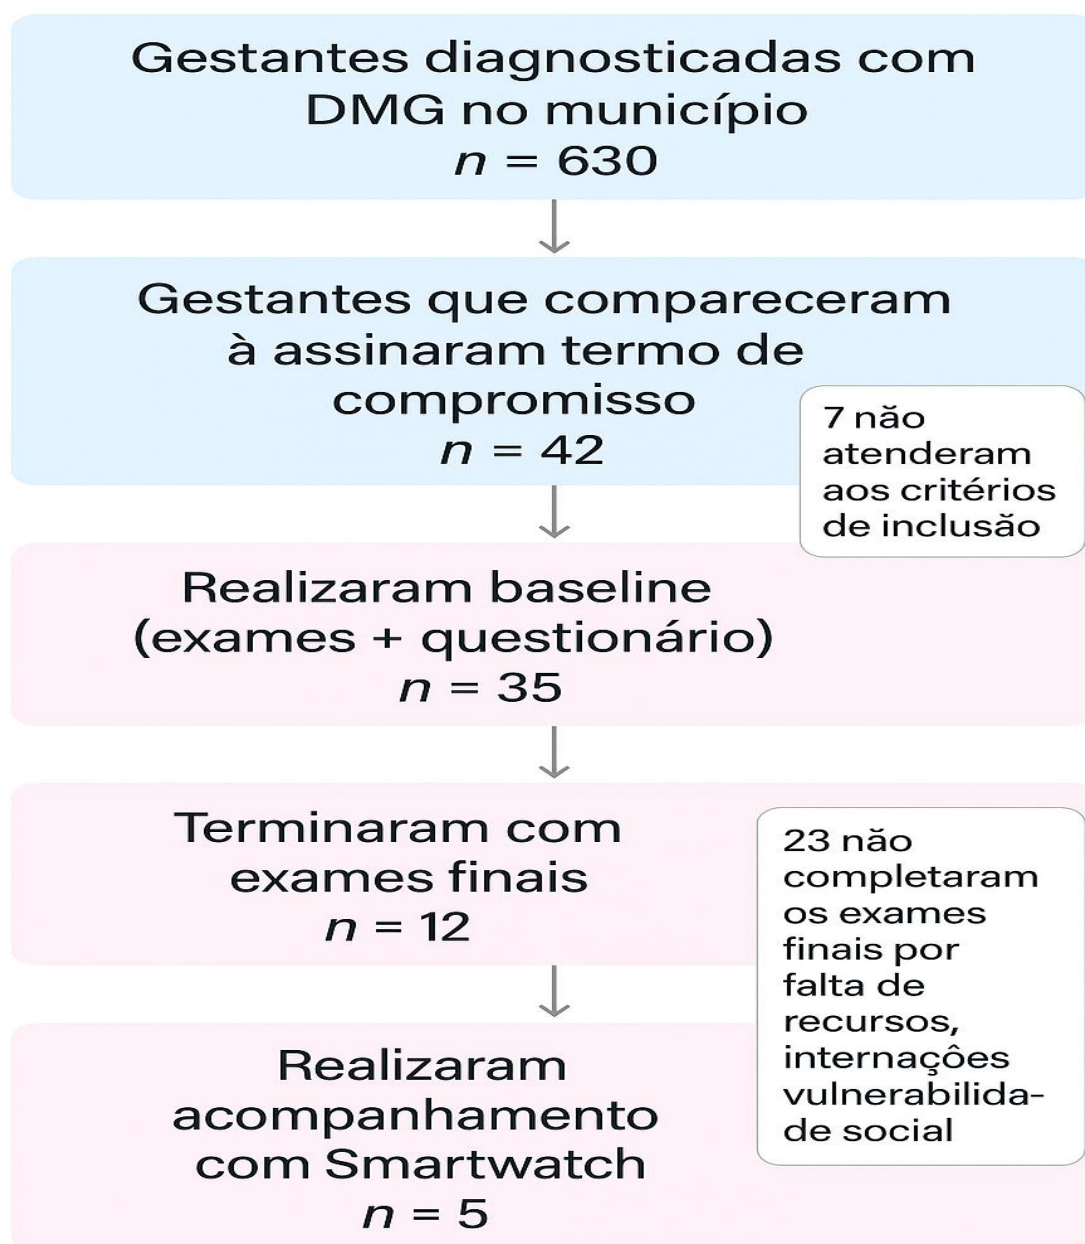 Gestantes diagnosticadas com
DMG no município
n = 630
Gestantes que compareceram
à assinaram termo de
compromisso
n = 42
7 não
atenderam
aos critérios
de inclusão
Realizaram baseline
(exames + questionário)
n = 35
Terminaram com
exames finais
n = 12
23 não
completaram
os exames
finais por
falta de
recursos,
internações
vulnerabilida-
de social
Realizaram
acompanhamento
com Smartwatch
n = 5